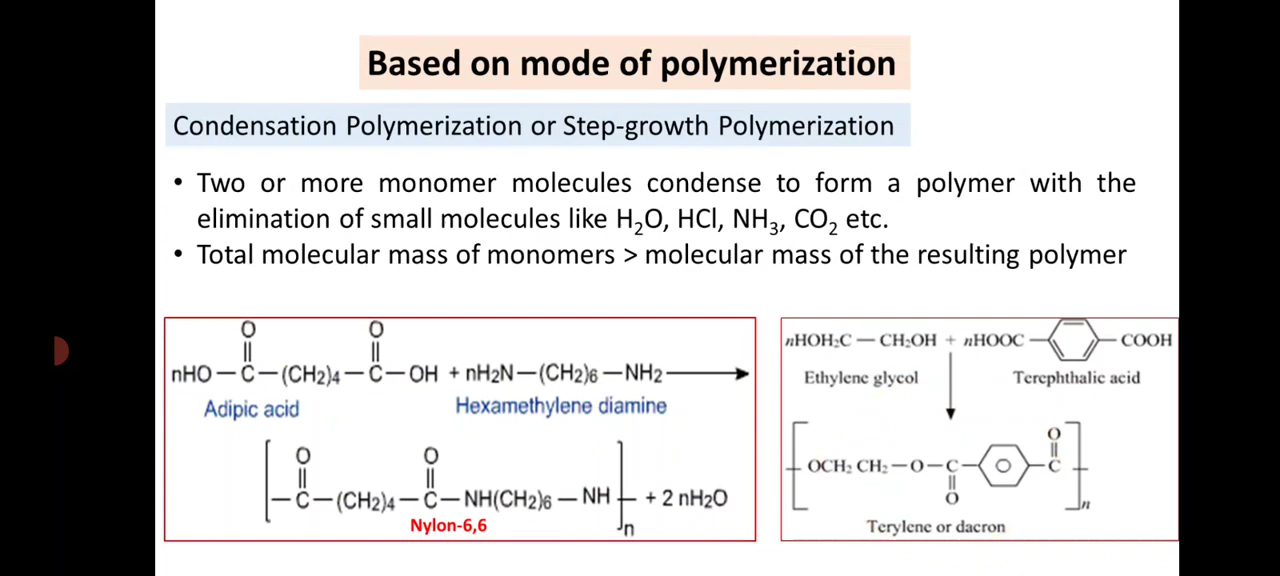 Based on mode of polymerization
Condensation Polymerization or Step-growth Polymerization
• Two or more monomer molecules condense to form a polymer with the
elimination of small molecules like H₂O, HCl, NH₃, CO₂ etc.
• Total molecular mass of monomers > molecular mass of the resulting polymer
O O
nHO—C—(CH2)4—C—OH + nH2N—(CH2)6—NH2
Adipic acid Hexamethylene diamine
O O
[—C—(CH2)4—C—NH(CH2)6—NH—]n + 2 nH2O
Nylon-6,6
nHOH₂C—CH₂OH + nHOOC— —COOH
Ethylene glycol Terephthalic acid
O
[—OCH₂ CH₂—O—C— —C—]n
O
Terylene or dacron